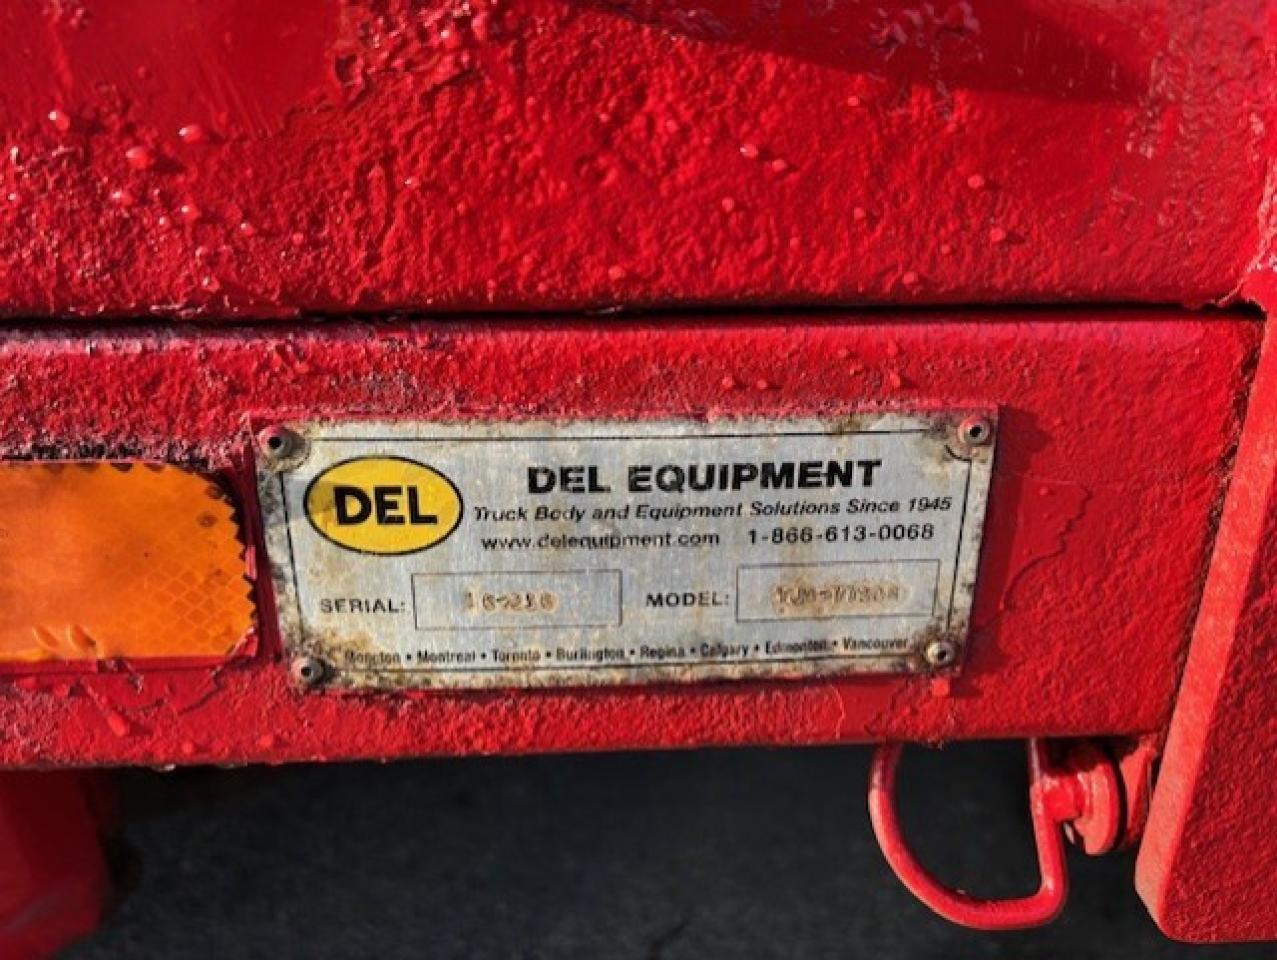 DEL
DEL EQUIPMENT
Truck Body and Equipment Solutions Since 1945
www.delequipment.com 1-866-613-0068
SERIAL:
MODEL:
Moncton • Montreal • Toronto • Burlington • Regina • Calgary • Edmonton • Vancouver